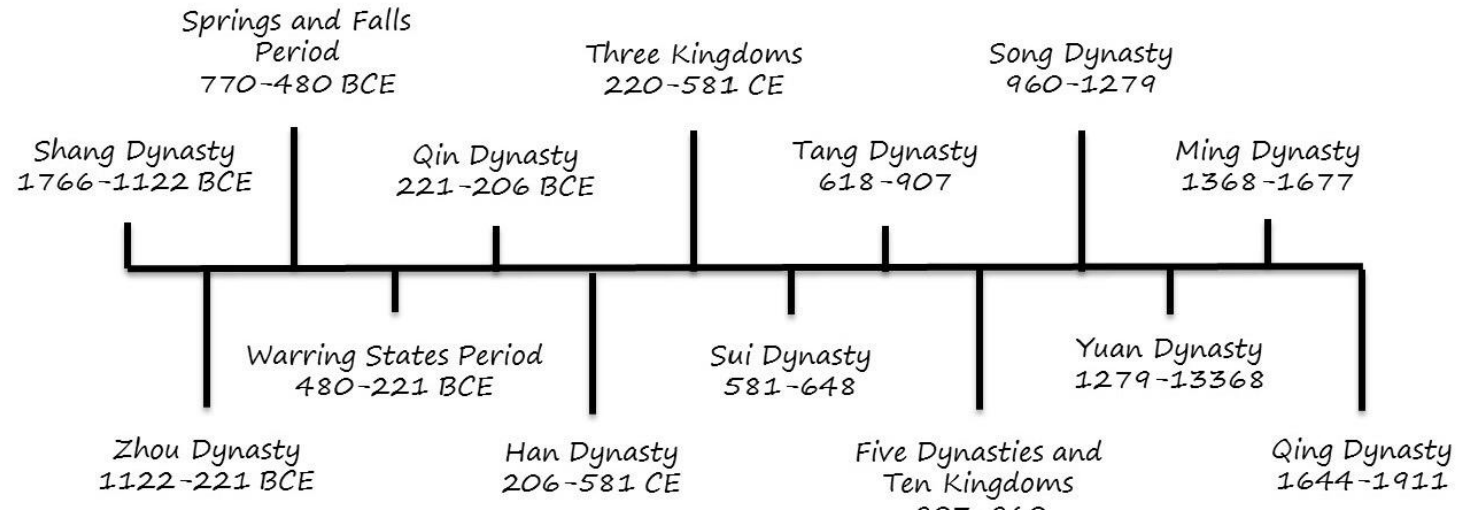 Springs and Falls
Period
770-480 BCE
Three Kingdoms
220-581 CE
Song Dynasty
960-1279
Shang Dynasty
1766-1122 BCE
Qin Dynasty
221-206 BCE
Tang Dynasty
618-907
Ming Dynasty
1368-1677
Warring States Period
480-221 BCE
Sui Dynasty
581-648
Yuan Dynasty
1279-13368
Zhou Dynasty
1122-221 BCE
Han Dynasty
206-581 CE
Five Dynasties and
Ten Kingdoms
Qing Dynasty
1644-1911